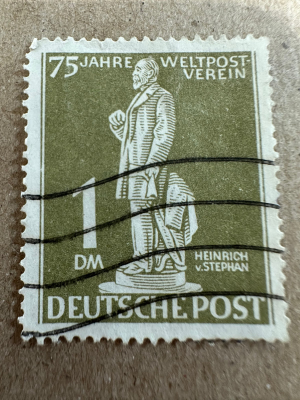 75 JAHRE WELTPOST-
VEREIN
1
DM
HEINRICH
v. STEPHAN
DEUTSCHE POST